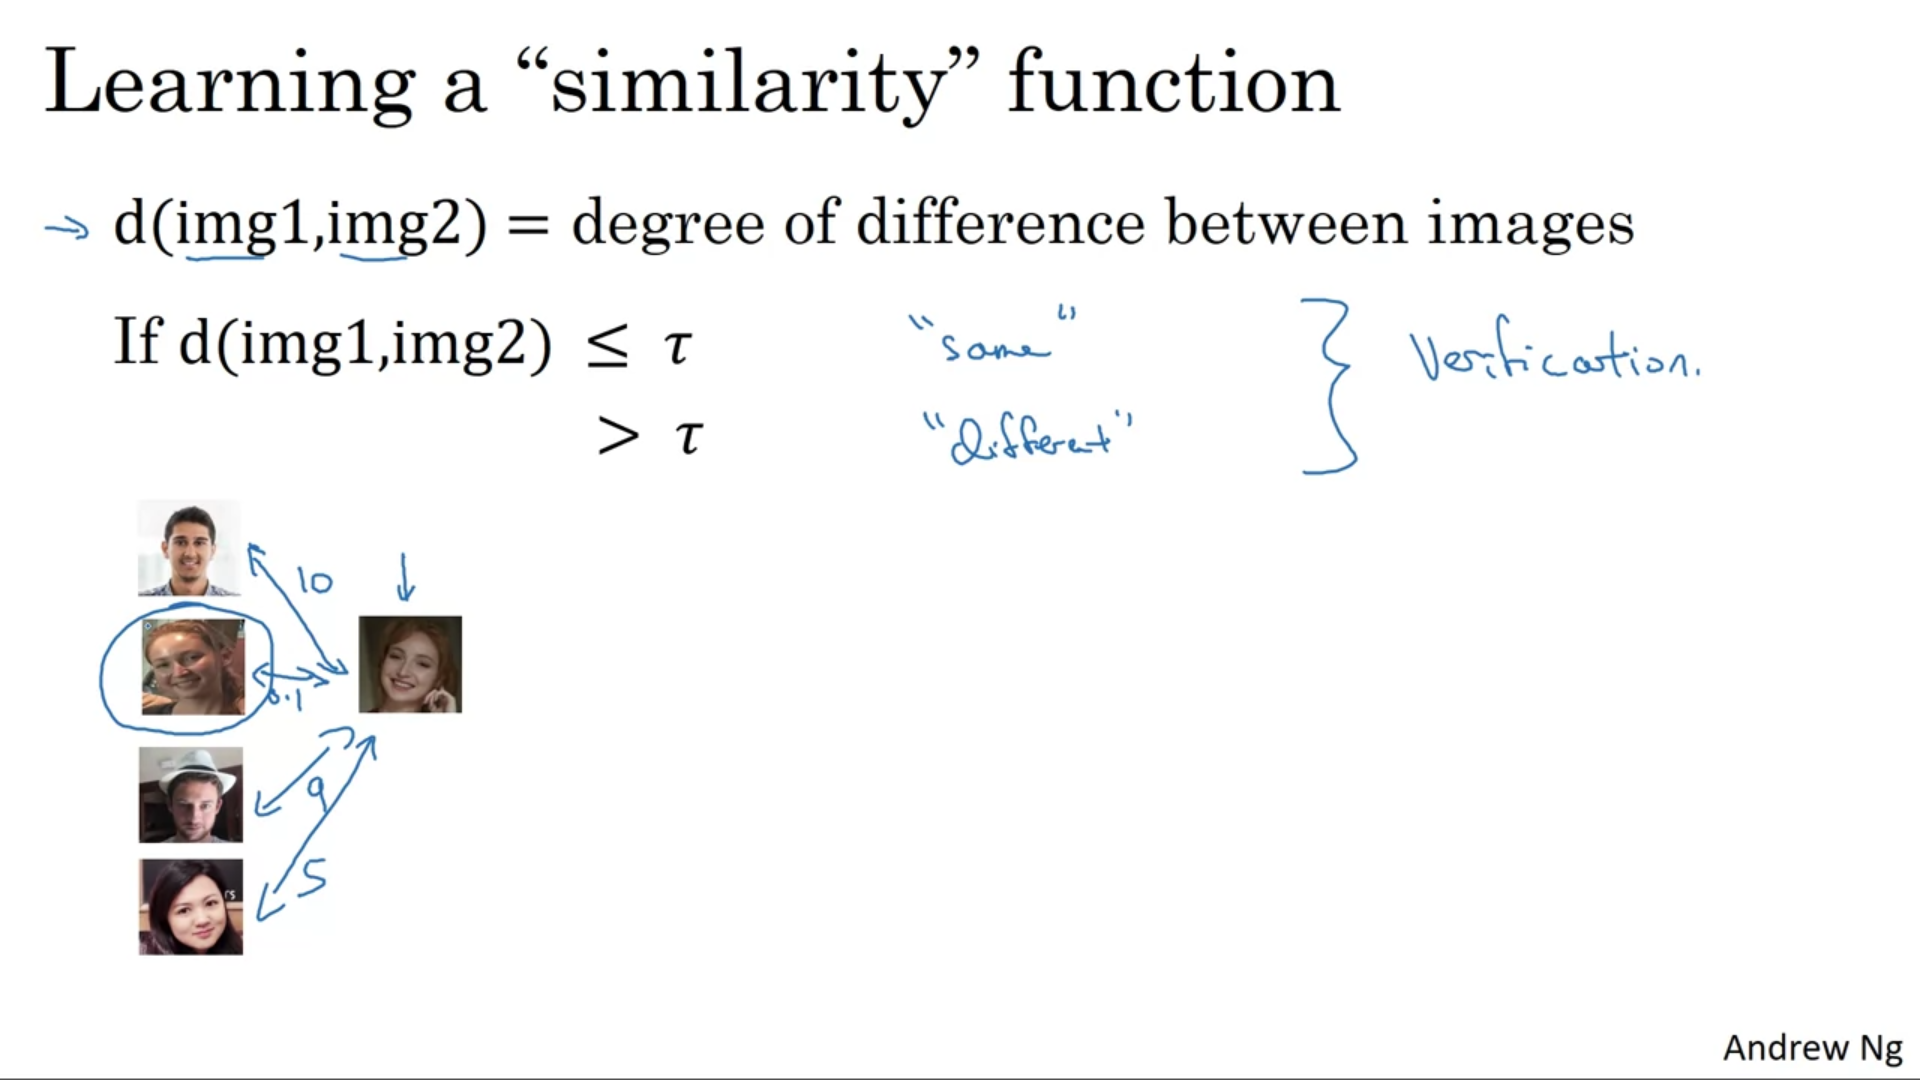 Learning a “similarity” function
→ d(img1,img2) = degree of difference between images
If d(img1,img2) ≤ τ "same"
> τ "different"
Verification.
10
0.1
9
5
Andrew Ng